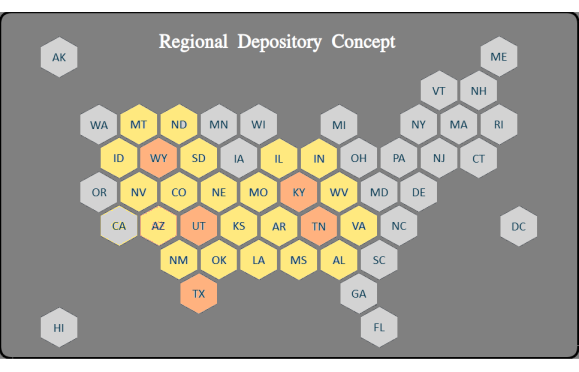 Regional Depository Concept
AK
ME
VT NH
WA MT ND MN WI MI NY MA RI
ID WY SD IA IL IN OH PA NJ CT
OR NV CO NE MO KY WV MD DE
CA AZ UT KS AR TN VA NC DC
NM OK LA MS AL SC
TX GA
HI FL